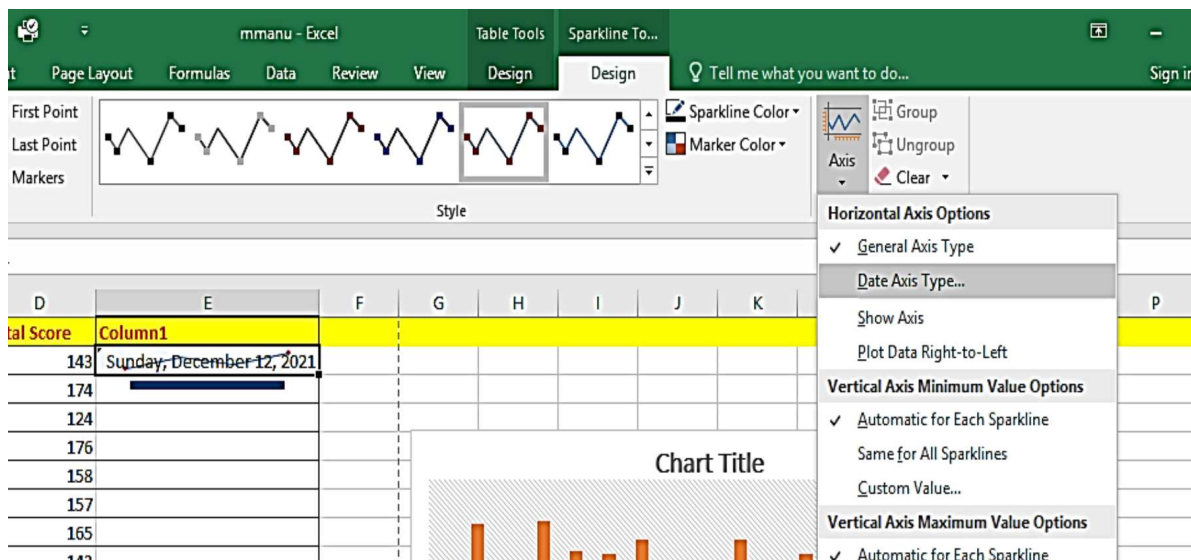 mmanu - Excel
Table Tools
Sparkline To...
Page Layout
Formulas
Data
Review
View
Design
Design
Tell me what you want to do...
First Point
Last Point
Markers
Style
Sparkline Color
Marker Color
Axis
Group
Ungroup
Clear
Horizontal Axis Options
General Axis Type
Date Axis Type...
Show Axis
Plot Data Right-to-Left
Vertical Axis Minimum Value Options
Automatic for Each Sparkline
Same for All Sparklines
Custom Value...
Vertical Axis Maximum Value Options
Automatic for Each Sparkline
D E F G H I J K P
Score Column1
143 Sunday, December 12, 2021
174
124
176
158
157
165
Chart Title